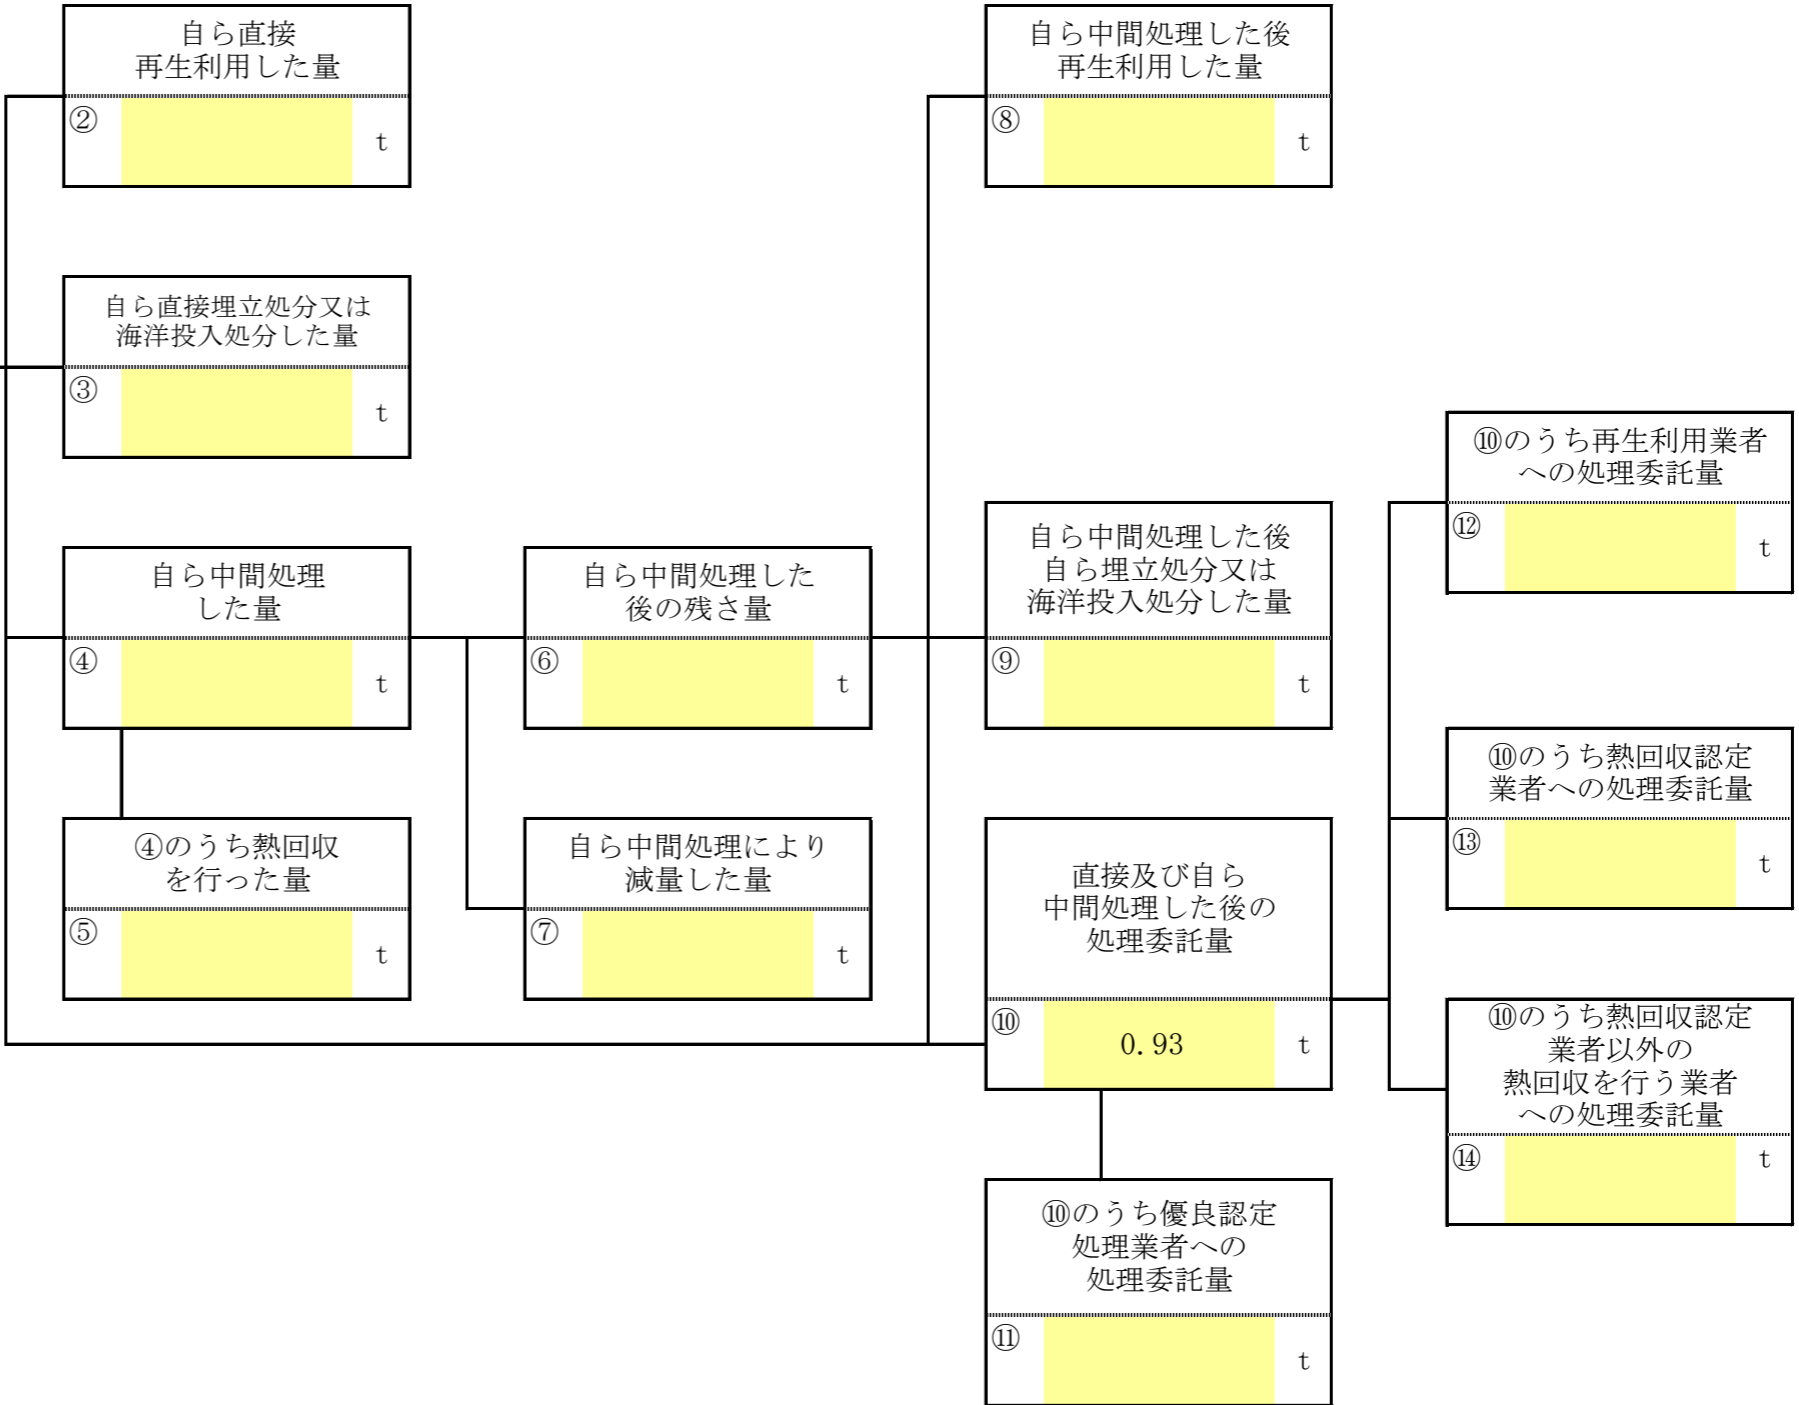 自ら直接
再生利用した量
②
t
自ら中間処理した後
再生利用した量
⑧
t
自ら直接埋立処分又は
海洋投入処分した量
③
t
⑩のうち再生利用業者
への処理委託量
⑫
t
自ら中間処理
した量
④
t
自ら中間処理した
後の残さ量
⑥
t
自ら中間処理した後
自ら埋立処分又は
海洋投入処分した量
⑨
t
⑩のうち熱回収認定
業者への処理委託量
⑬
t
④のうち熱回収
を行った量
⑤
t
自ら中間処理により
減量した量
⑦
t
直接及び自ら
中間処理した後の
処理委託量
⑩
0.93
t
⑩のうち熱回収認定
業者以外の
熱回収を行う業者
への処理委託量
⑭
t
⑩のうち優良認定
処理業者への
処理委託量
⑪
t